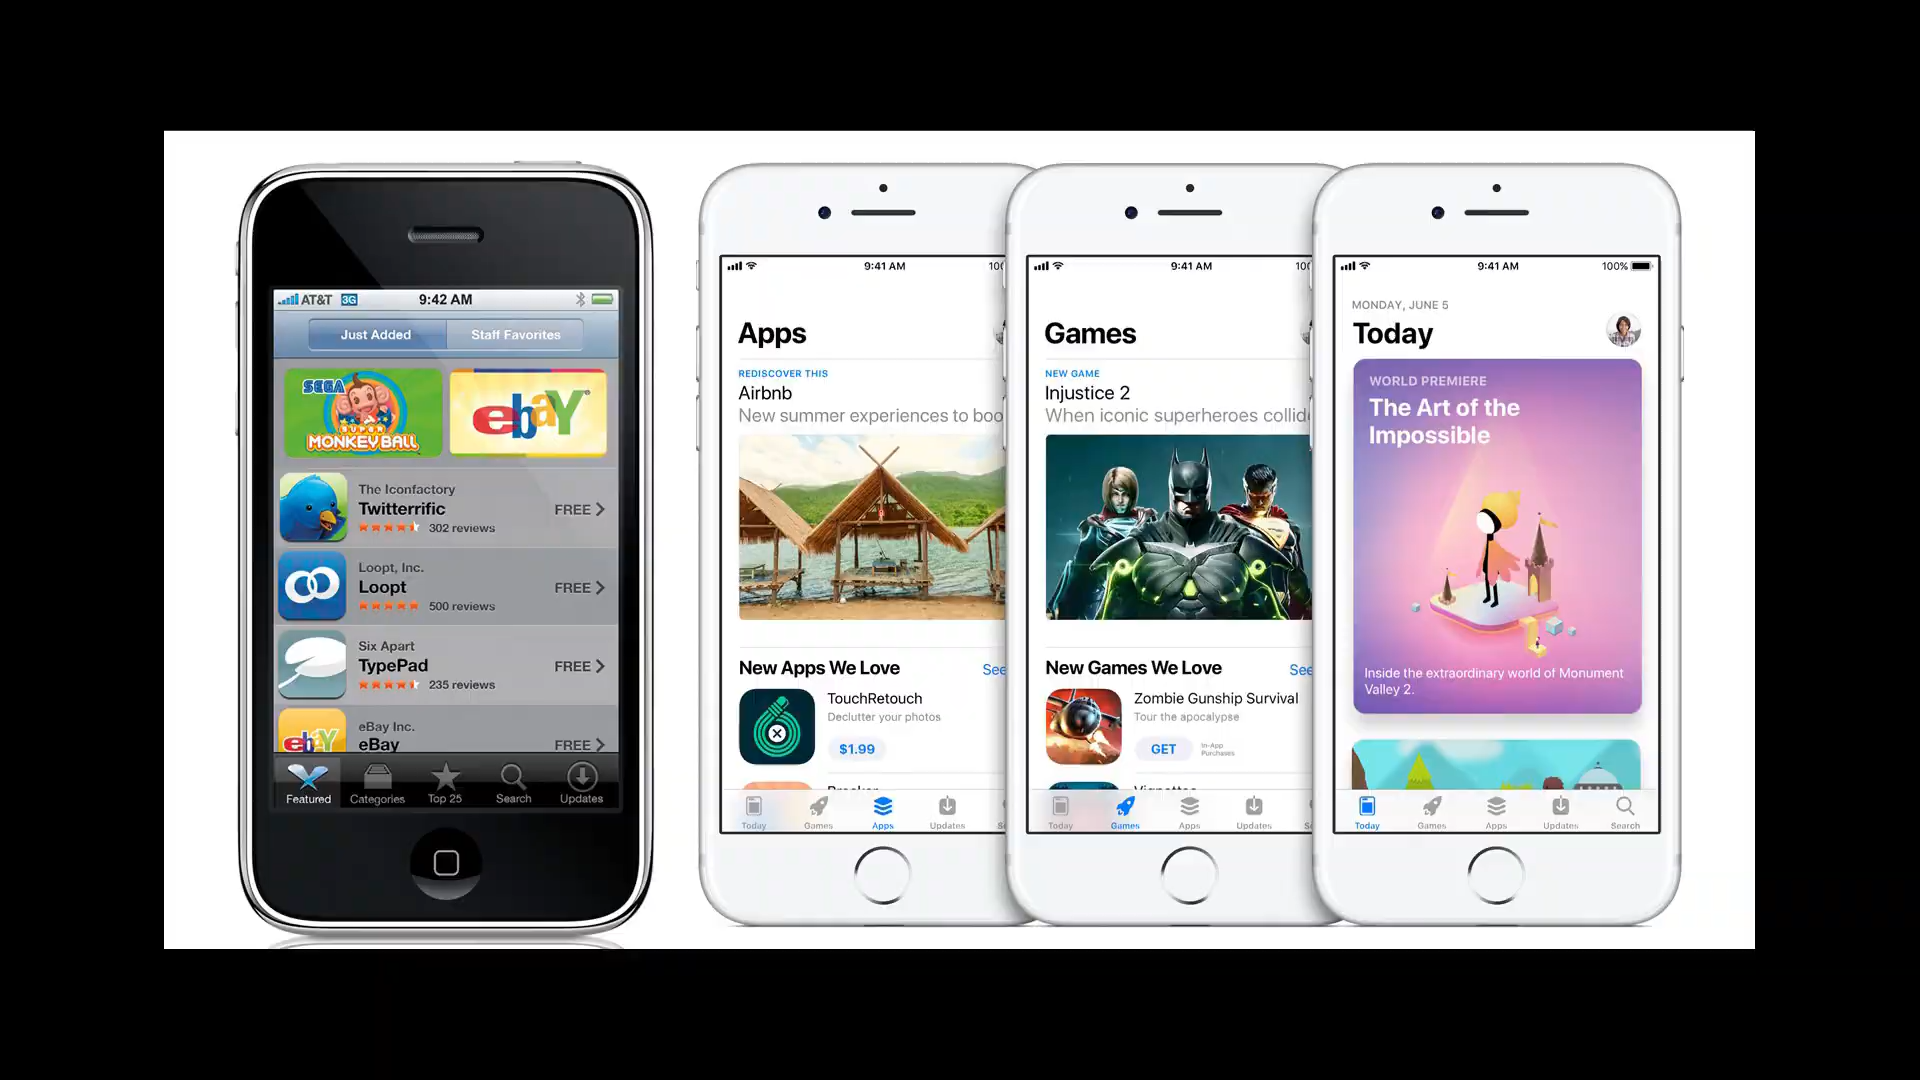 AT&T 3G 9:42 AM
Just Added Staff Favorites
SEGA
SUPER
MONKEY BALL
ebaY
The Iconfactory
Twitterrific
302 reviews
FREE
Loopt, Inc.
Loopt
500 reviews
FREE
Six Apart
TypePad
235 reviews
FREE
ebaY
eBay Inc.
eBay
FREE
Featured Categories Top 25 Search Updates
9:41 AM 100
Apps
REDISCOVER THIS
Airbnb
New summer experiences to boo
New Apps We Love See
TouchRetouch
Declutter your photos
$1.99
Today Games Apps Updates
9:41 AM 100
Games
NEW GAME
Injustice 2
When iconic superheroes collid
New Games We Love See
Zombie Gunship Survival
Tour the apocalypse
GET In-App
Purchases
Vignettes
Today Games Apps Updates
9:41 AM 100%
MONDAY, JUNE 5
Today
WORLD PREMIERE
The Art of the
Impossible
Inside the extraordinary world of Monument
Valley 2.
Today Games Apps Updates Search